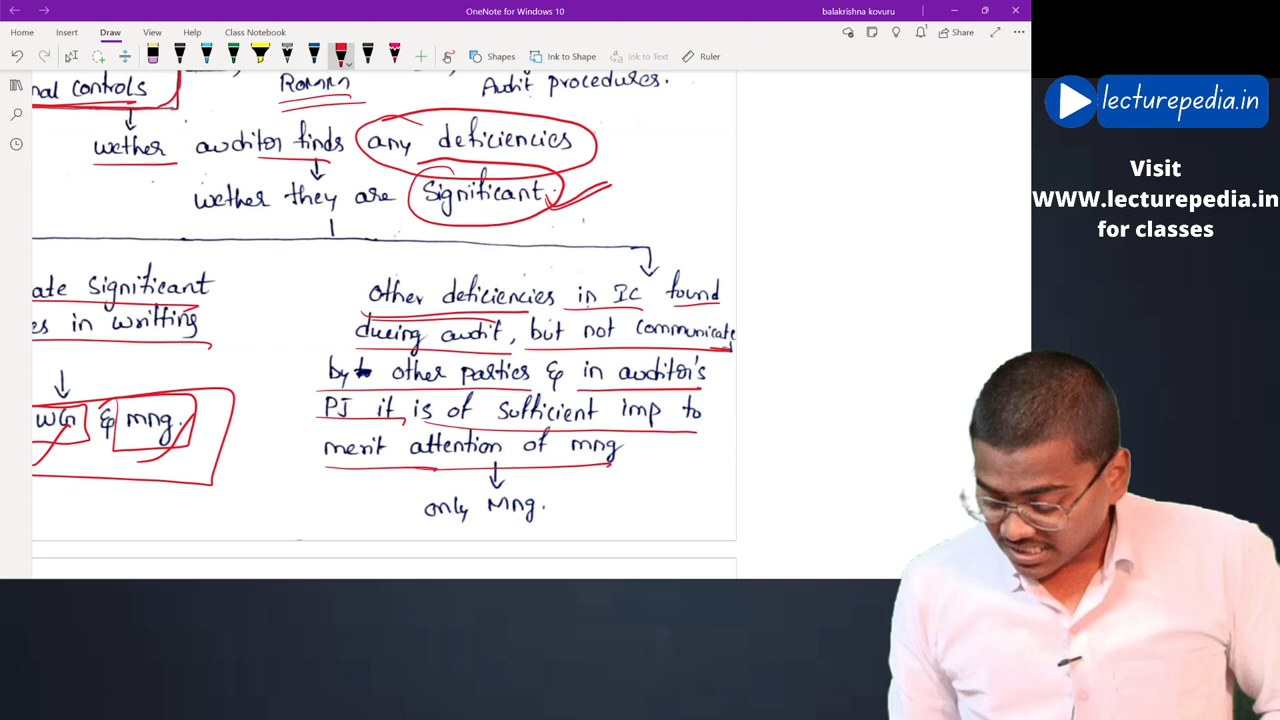 OneNote for Windows 10
balakrishna kovuru
Home Insert Draw View Help Class Notebook
Share
Shapes Ink to Shape Ink to Text Ruler
nal controls
ROMMN
Audit procedures.
wether auditor finds any deficiencies
wether they are Significant.
ate significant
es in writting
Other deficiencies in IC found
during audit, but not communicate
by other parties & in auditor's
PJ it is of sufficient imp to
merit attention of mng
& mng.
only Mng.
lecturepedia.in
Visit
WWW.lecturepedia.in
for classes